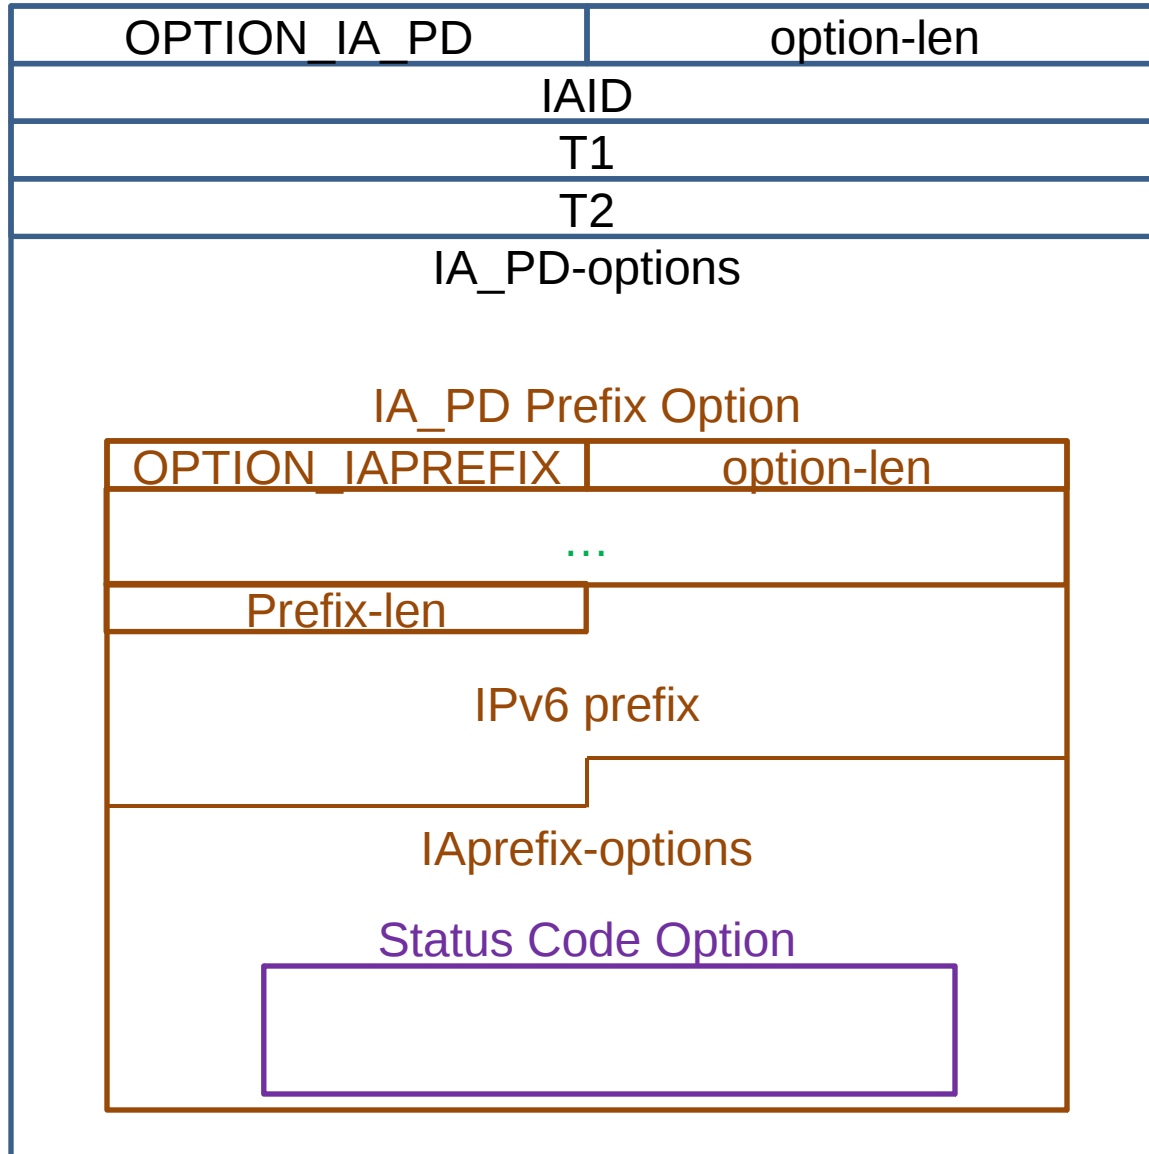 OPTION_IA_PD option-len
IAID
T1
T2
IA_PD-options
IA_PD Prefix Option
OPTION_IAPREFIX option-len
...
Prefix-len
IPv6 prefix
IAprefix-options
Status Code Option